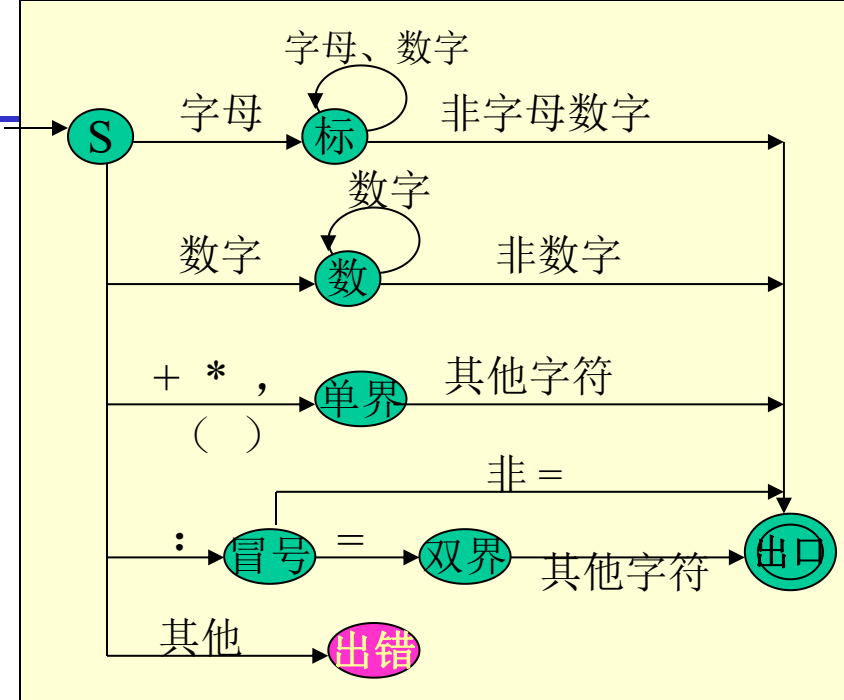 字母、数字
S
字母
标
非字母数字
数字
数字
数
非数字
+ * ，
（ ）
单界
其他字符
非 =
：
冒号
=
双界
其他字符
出口
其他
出错